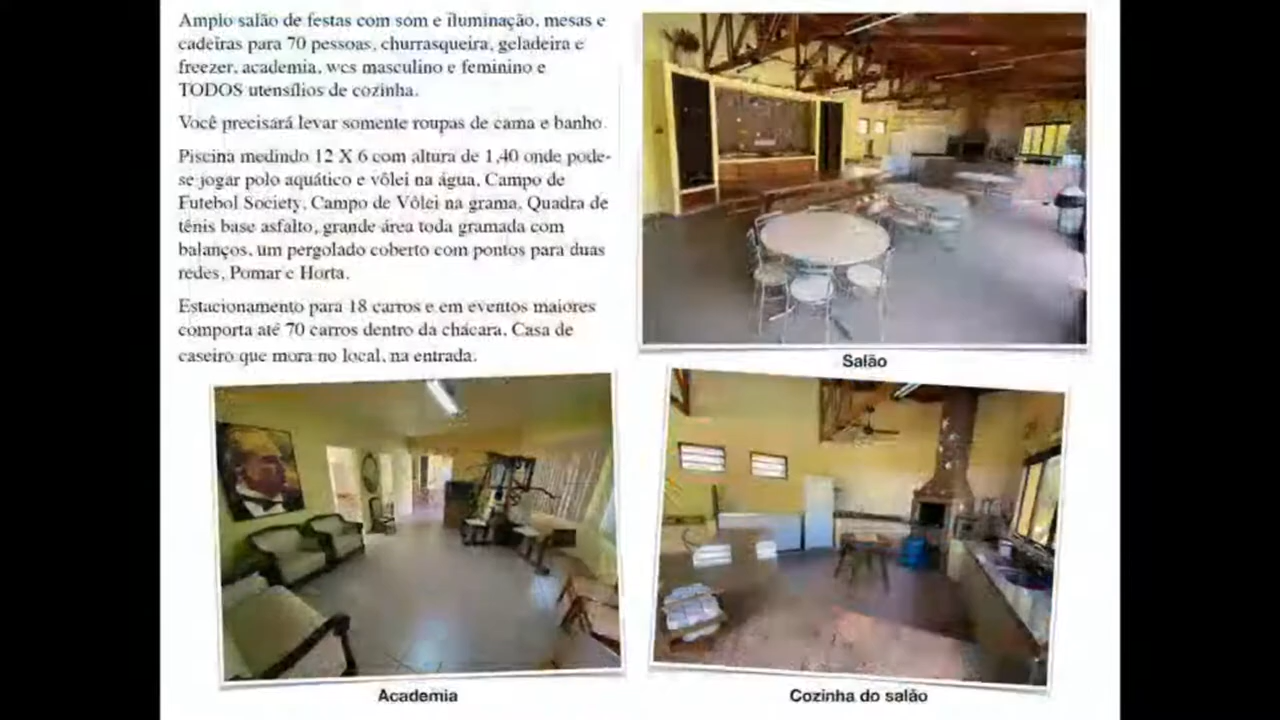 Amplo salão de festas com som e iluminação, mesas e
cadeiras para 70 pessoas, churrasqueira, geladeira e
freezer, academia, wcs masculino e feminino e
TODOS utensílios de cozinha.
Você precisará levar somente roupas de cama e banho.
Piscina medindo 12 X 6 com altura de 1,40 onde pode-
se jogar polo aquático e vôlei na água, Campo de
Futebol Society, Campo de Vôlei na grama, Quadra de
tênis base asfalto, grande área toda gramada com
balanços, um pergolado coberto com pontos para duas
redes, Pomar e Horta.
Estacionamento para 18 carros e em eventos maiores
comporta até 70 carros dentro da chácara. Casa de
caseiro que mora no local, na entrada.
Salão
Academia
Cozinha do salão